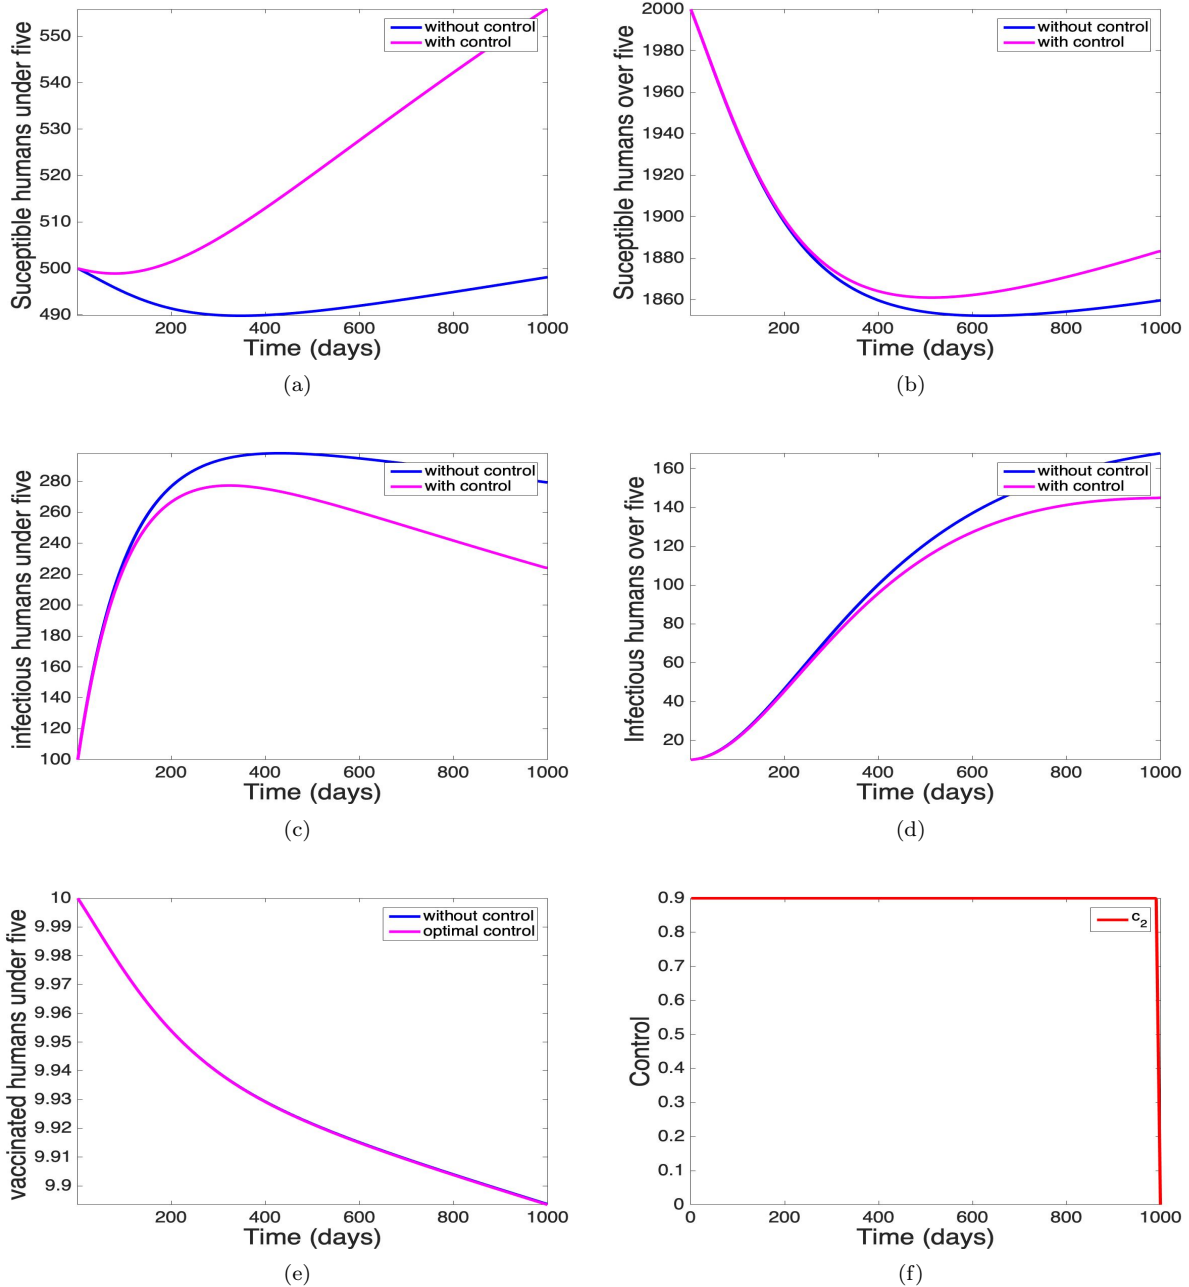 550
540
530
520
510
500
490
Suceptible humans under five
without control
with control
200 400 600 800 1000
Time (days)
(a)
2000
1980
1960
1940
1920
1900
1880
1860
Suceptible humans over five
without control
with control
200 400 600 800 1000
Time (days)
(b)
280
260
240
220
200
180
160
140
120
100
infectious humans under five
without control
with control
200 400 600 800 1000
Time (days)
(c)
160
140
120
100
80
60
40
20
Infectious humans over five
without control
with control
200 400 600 800 1000
Time (days)
(d)
10
9.99
9.98
9.97
9.96
9.95
9.94
9.93
9.92
9.91
9.9
vaccinated humans under five
without control
optimal control
200 400 600 800 1000
Time (days)
(e)
0.9
0.8
0.7
0.6
0.5
0.4
0.3
0.2
0.1
0
Control
c2
0 200 400 600 800 1000
Time (days)
(f)